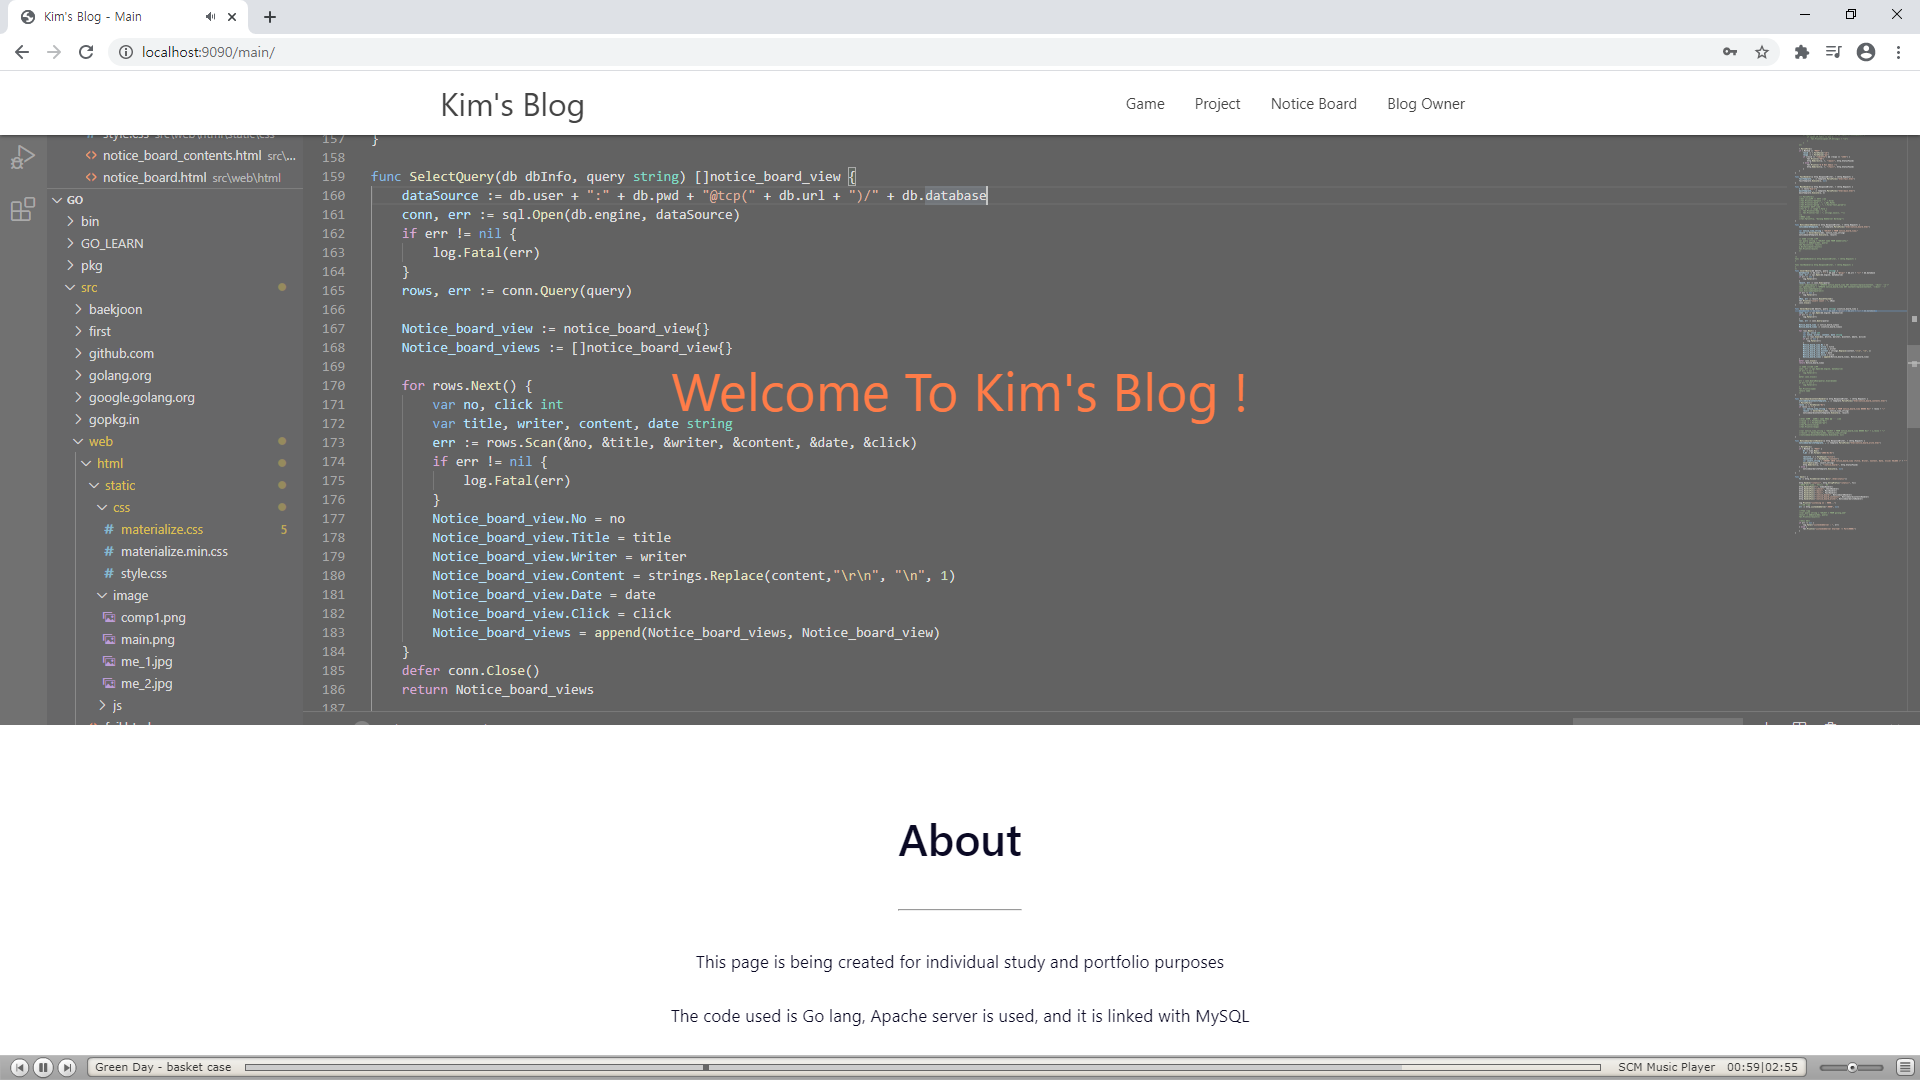 Kim's Blog - Main
localhost:9090/main/
Kim's Blog
Game Project Notice Board Blog Owner
style.css src\web\html\static\css
notice_board_contents.html src\...
notice_board.html src\web\html
GO
bin
GO_LEARN
pkg
src
baekjoon
first
github.com
golang.org
google.golang.org
gopkg.in
web
html
static
css
materialize.css 5
materialize.min.css
style.css
image
comp1.png
main.png
me_1.jpg
me_2.jpg
js
157 }
158
159 func SelectQuery(db dbInfo, query string) []notice_board_view {
160 dataSource := db.user + ":" + db.pwd + "@tcp(" + db.url + ")/" + db.database
161 conn, err := sql.Open(db.engine, dataSource)
162 if err != nil {
163 log.Fatal(err)
164 }
165 rows, err := conn.Query(query)
166
167 Notice_board_view := notice_board_view{}
168 Notice_board_views := []notice_board_view{}
169
170 for rows.Next() {
171 var no, click int
172 var title, writer, content, date string
173 err := rows.Scan(&no, &title, &writer, &content, &date, &click)
174 if err != nil {
175 log.Fatal(err)
176 }
177 Notice_board_view.No = no
178 Notice_board_view.Title = title
179 Notice_board_view.Writer = writer
180 Notice_board_view.Content = strings.Replace(content,"\r\n", "\n", 1)
181 Notice_board_view.Date = date
182 Notice_board_view.Click = click
183 Notice_board_views = append(Notice_board_views, Notice_board_view)
184 }
185 defer conn.Close()
186 return Notice_board_views
187
Welcome To Kim's Blog !
About
This page is being created for individual study and portfolio purposes
The code used is Go lang, Apache server is used, and it is linked with MySQL
Green Day - basket case SCM Music Player 00:59|02:55